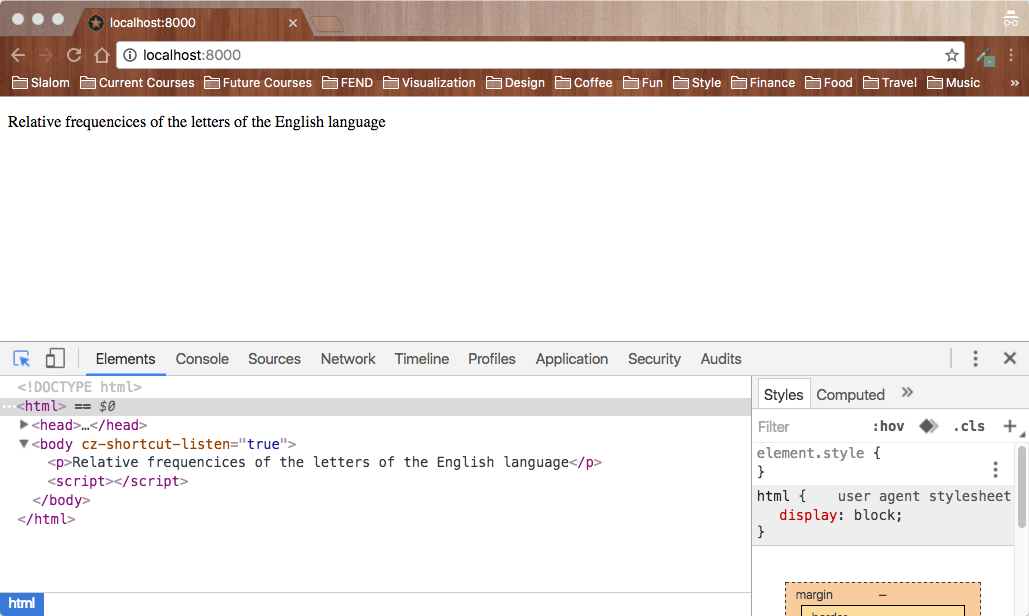 localhost:8000
localhost:8000
Slalom Current Courses Future Courses FEND Visualization Design Coffee Fun Style Finance Food Travel Music »
Relative frequencices of the letters of the English language
Elements Console Sources Network Timeline Profiles Application Security Audits
<!DOCTYPE html>
…<html> == $0
<head>…</head>
<body cz-shortcut-listen="true">
<p>Relative frequencices of the letters of the English language</p>
<script></script>
</body>
</html>
html
Styles Computed »
Filter :hov .cls +
element.style {
}
html { user agent stylesheet
display: block;
}
margin –
border